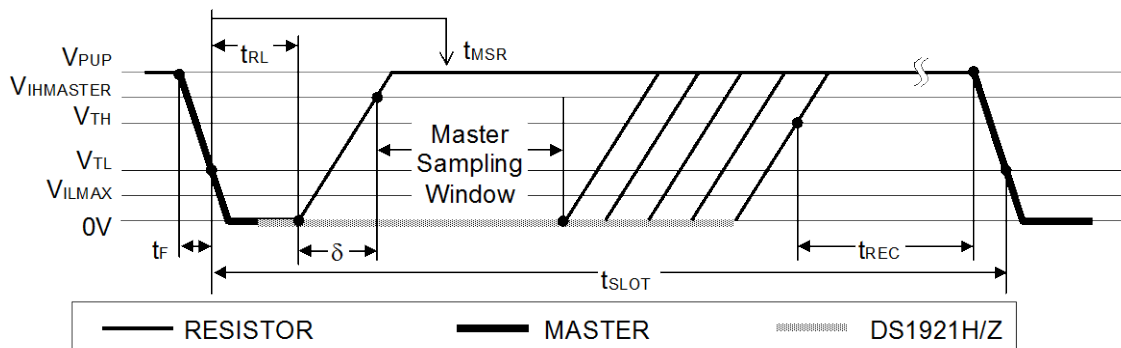 tMSR
tRL
VPUP
VIHMASTER
VTH
VTL
VILMAX
0V
Master
Sampling
Window
tF
δ
tREC
tSLOT
RESISTOR MASTER DS1921H/Z